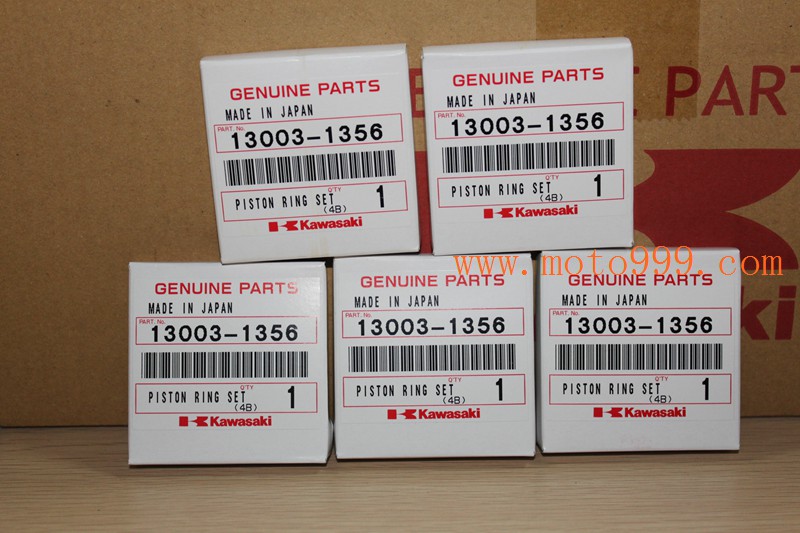 GENUINE PARTS
MADE IN JAPAN
PART. No.
13003-1356
Q'TY
PISTON RING SET 1
(4B)
Kawasaki
GENUINE PARTS
MADE IN JAPAN
PART. No.
13003-1356
Q'TY
PISTON RING SET 1
(4B)
Kawasaki
PART
www.moto999.com
GENUINE PARTS
MADE IN JAPAN
PART. No.
13003-1356
Q'TY
PISTON RING SET 1
(4B)
Kawasaki
GENUINE PARTS
MADE IN JAPAN
PART. No.
13003-1356
Q'TY
PISTON RING SET 1
(4B)
Kawasaki
GENUINE PARTS
MADE IN JAPAN
PART. No.
13003-1356
Q'TY
PISTON RING SET 1
(4B)
Kawasaki